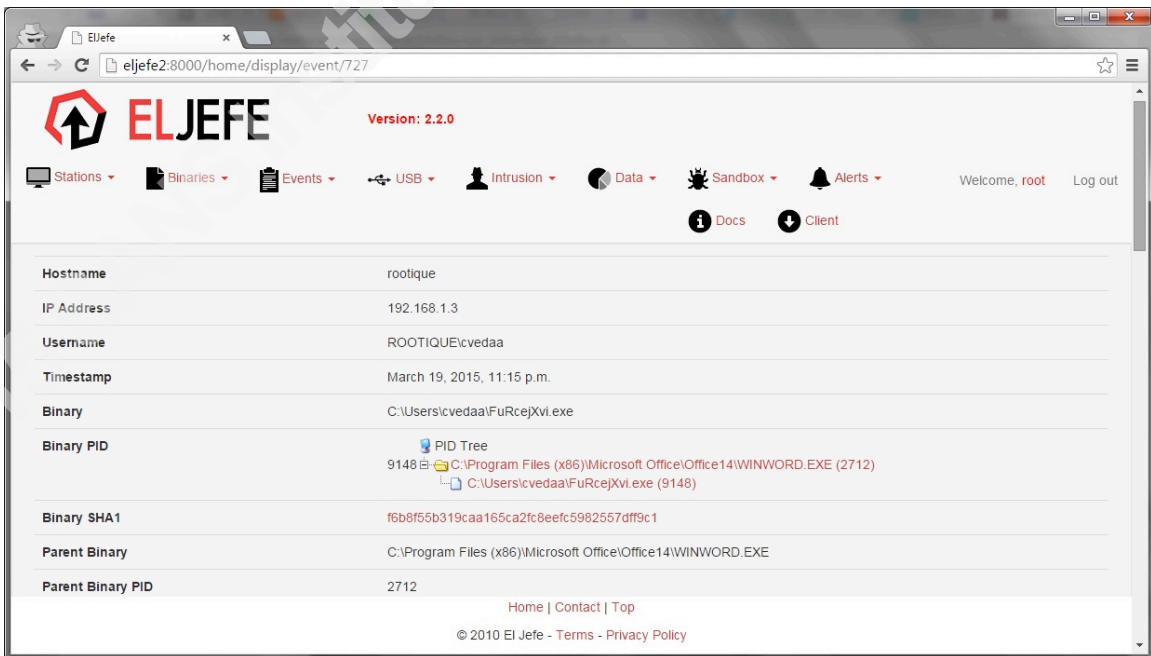 ElJefe
eljefe2:8000/home/display/event/727
ELJEFE
Version: 2.2.0
Stations Binaries Events USB Intrusion Data Sandbox Alerts Welcome, root Log out
Docs Client
Hostname rootique
IP Address 192.168.1.3
Username ROOTIQUE\cvedaa
Timestamp March 19, 2015, 11:15 p.m.
Binary C:\Users\cvedaa\FuRcejXvi.exe
Binary PID PID Tree
9148 C:\Program Files (x86)\Microsoft Office\Office14\WINWORD.EXE (2712)
C:\Users\cvedaa\FuRcejXvi.exe (9148)
Binary SHA1 f6b8f55b319caa165ca2fc8eefc5982557dff9c1
Parent Binary C:\Program Files (x86)\Microsoft Office\Office14\WINWORD.EXE
Parent Binary PID 2712
Home | Contact | Top
© 2010 El Jefe - Terms - Privacy Policy